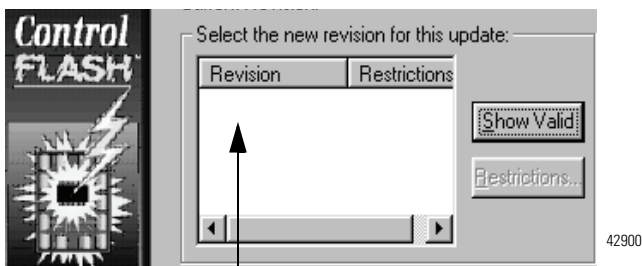 Control
FLASH
Select the new revision for this update:
Revision Restrictions
Show Valid
Restrictions...
42900